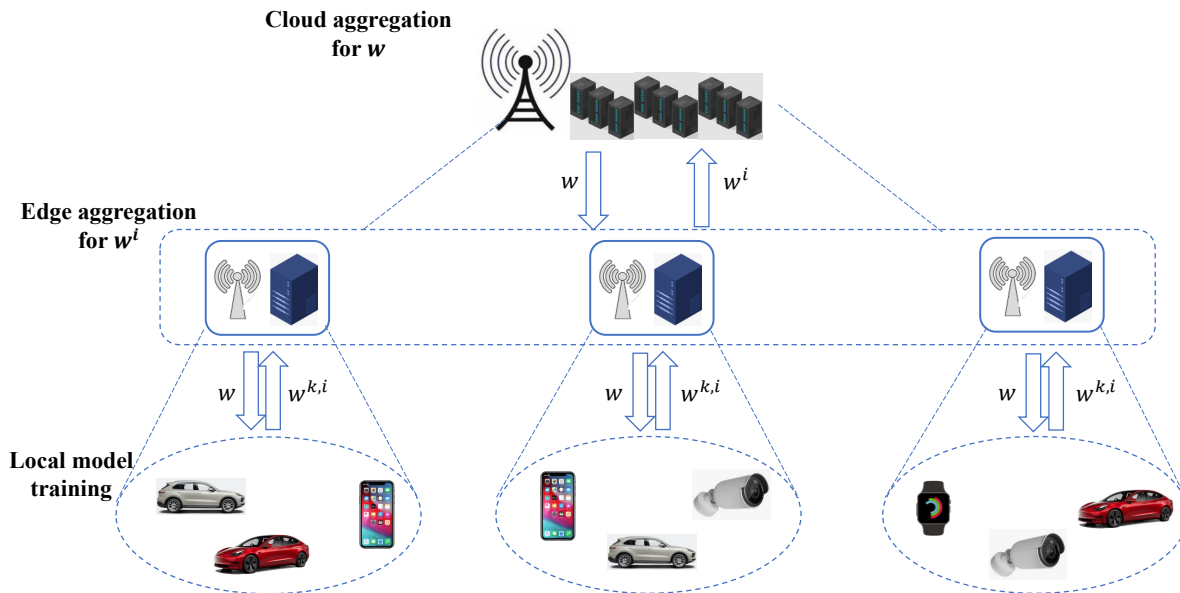 Cloud aggregation
for w
w
w^i
Edge aggregation
for w^i
w
w^{k,i}
w
w^{k,i}
w
w^{k,i}
Local model
training